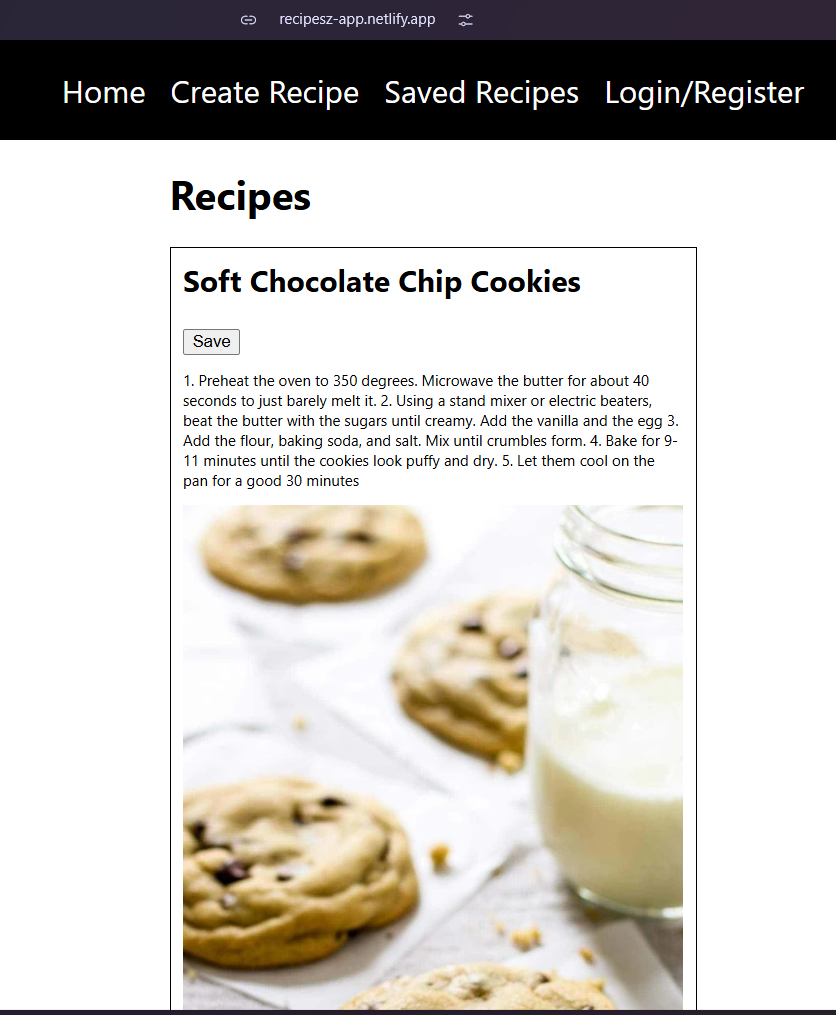 recipesz-app.netlify.app
Home Create Recipe Saved Recipes Login/Register
Recipes
Soft Chocolate Chip Cookies
Save
1. Preheat the oven to 350 degrees. Microwave the butter for about 40
seconds to just barely melt it. 2. Using a stand mixer or electric beaters,
beat the butter with the sugars until creamy. Add the vanilla and the egg 3.
Add the flour, baking soda, and salt. Mix until crumbles form. 4. Bake for 9-
11 minutes until the cookies look puffy and dry. 5. Let them cool on the
pan for a good 30 minutes